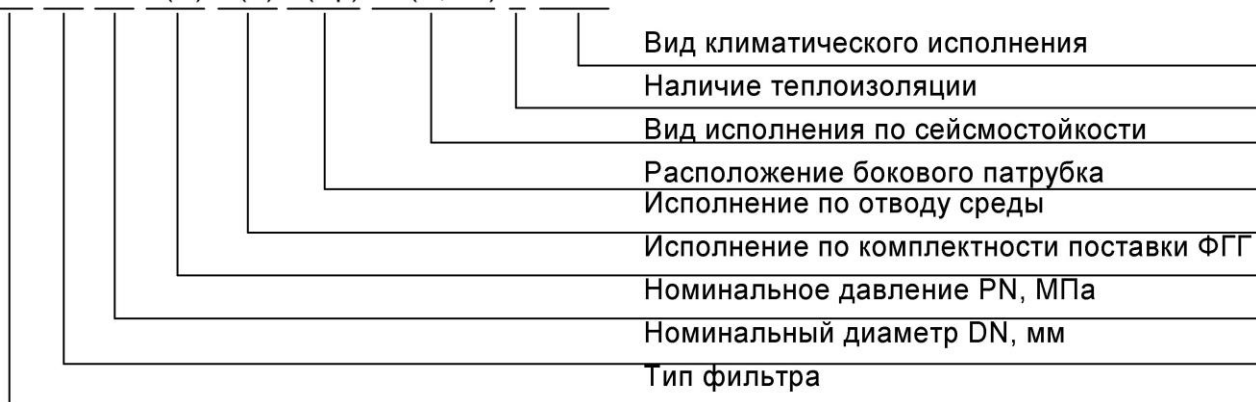 Вид климатического исполнения
Наличие теплоизоляции
Вид исполнения по сейсмостойкости
Расположение бокового патрубка
Исполнение по отводу среды
Исполнение по комплектности поставки ФГГ
Номинальное давление PN, МПа
Номинальный диаметр DN, мм
Тип фильтра